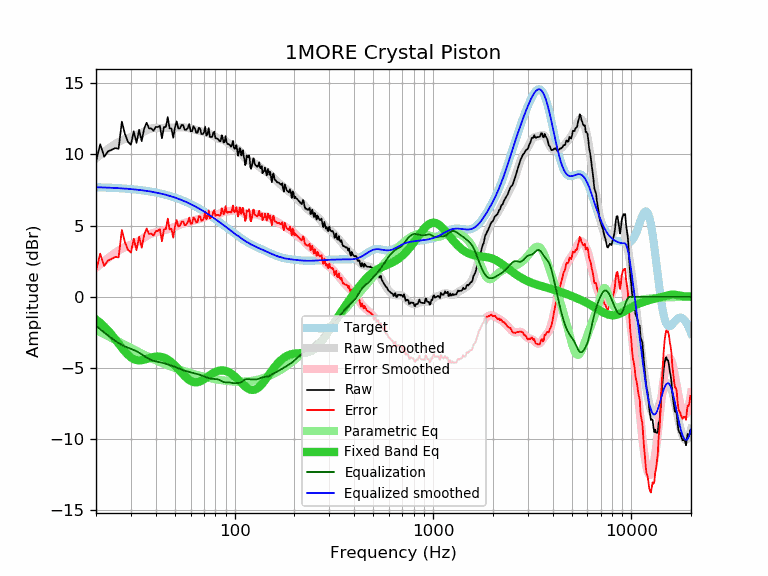 1MORE Crystal Piston
Amplitude (dBr)
15
10
5
0
−5
−10
−15
Target
Raw Smoothed
Error Smoothed
Raw
Error
Parametric Eq
Fixed Band Eq
Equalization
Equalized smoothed
100
1000
10000
Frequency (Hz)